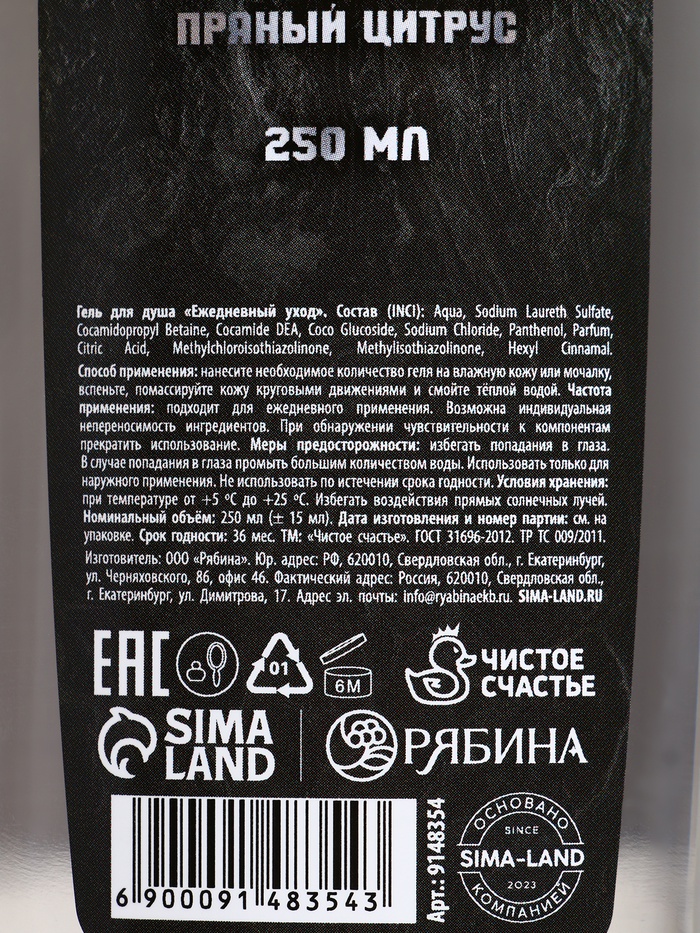 ПРЯНЫЙ ЦИТРУС
250 МЛ
Гель для душа «Ежедневный уход». Состав (INCI): Aqua, Sodium Laureth Sulfate,
Cocamidopropyl Betaine, Cocamide DEA, Coco Glucoside, Sodium Chloride, Panthenol, Parfum,
Citric Acid, Methylchloroisothiazolinone, Methylisothiazolinone, Hexyl Cinnamal.
Способ применения: нанесите необходимое количество геля на влажную кожу или мочалку,
вспеньте, помассируйте кожу круговыми движениями и смойте тёплой водой. Частота
применения: подходит для ежедневного применения. Возможна индивидуальная
непереносимость ингредиентов. При обнаружении чувствительности к компонентам
прекратить использование. Меры предосторожности: избегать попадания в глаза.
В случае попадания в глаза промыть большим количеством воды. Использовать только для
наружного применения. Не использовать по истечении срока годности. Условия хранения:
при температуре от +5 ºС до +25 ºС. Избегать воздействия прямых солнечных лучей.
Номинальный объём: 250 мл (± 15 мл). Дата изготовления и номер партии: см. на
упаковке. Срок годности: 36 мес. ТМ: «Чистое счастье». ГОСТ 31696-2012. ТР ТС 009/2011.
Изготовитель: ООО «Рябина». Юр. адрес: РФ, 620010, Свердловская обл., г. Екатеринбург,
ул. Черняховского, 86, офис 46. Фактический адрес: Россия, 620010, Свердловская обл.,
г. Екатеринбург, ул. Димитрова, 17. Адрес эл. почты: info@ryabinaekb.ru. SIMA-LAND.RU
EAC
01
6M
ЧИСТОЕ
СЧАСТЬЕ
SIMA
LAND
РЯБИНА
6 900091 483543
Арт.: 9148354
ОСНОВАНО
SINCE
SIMA-LAND
2023
КОМПАНИЕЙ